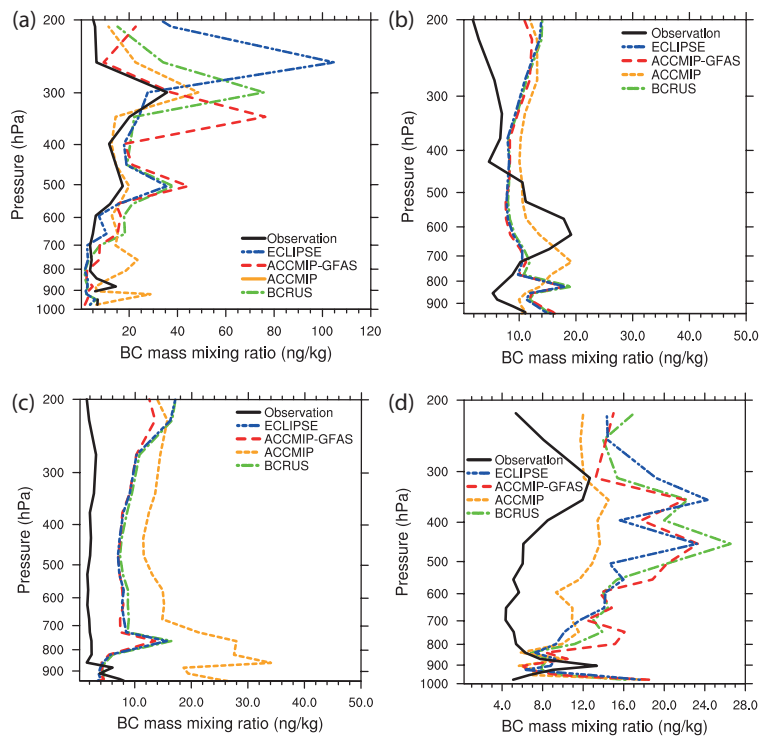 (a)
200
300
400
500
600
700
800
900
1000
Pressure (hPa)
Observation
ECLIPSE
ACCMIP-GFAS
ACCMIP
BCRUS
20 40 60 80 100 120
BC mass mixing ratio (ng/kg)
(b)
200
300
400
500
600
700
800
900
Pressure (hPa)
Observation
ECLIPSE
ACCMIP-GFAS
ACCMIP
BCRUS
10.0 20.0 30.0 40.0 50.0
BC mass mixing ratio (ng/kg)
(c)
200
300
400
500
600
700
800
900
Pressure (hPa)
Observation
ECLIPSE
ACCMIP-GFAS
ACCMIP
BCRUS
10.0 20.0 30.0 40.0 50.0
BC mass mixing ratio (ng/kg)
(d)
200
300
400
500
600
700
800
900
1000
Pressure (hPa)
Observation
ECLIPSE
ACCMIP-GFAS
ACCMIP
BCRUS
4.0 8.0 12.0 16.0 20.0 24.0 28.0
BC mass mixing ratio (ng/kg)